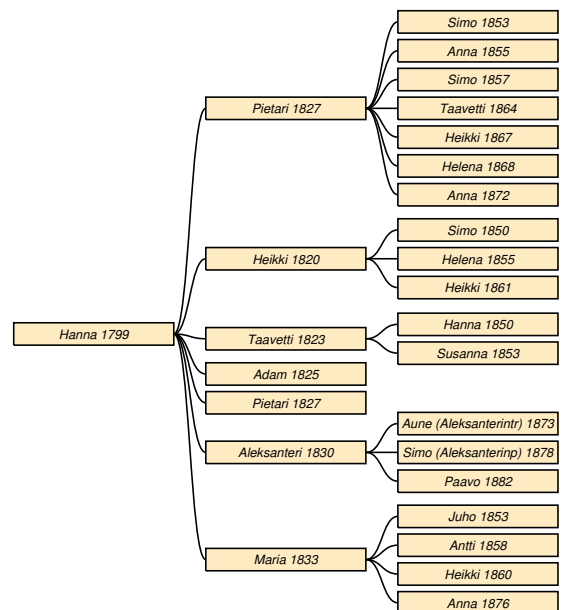 Simo 1853
Anna 1855
Simo 1857
Pietari 1827
Taavetti 1864
Heikki 1867
Helena 1868
Anna 1872
Simo 1850
Heikki 1820
Helena 1855
Heikki 1861
Hanna 1799
Hanna 1850
Taavetti 1823
Susanna 1853
Adam 1825
Pietari 1827
Aune (Aleksanterintr) 1873
Aleksanteri 1830
Simo (Aleksanterinp) 1878
Paavo 1882
Juho 1853
Antti 1858
Maria 1833
Heikki 1860
Anna 1876